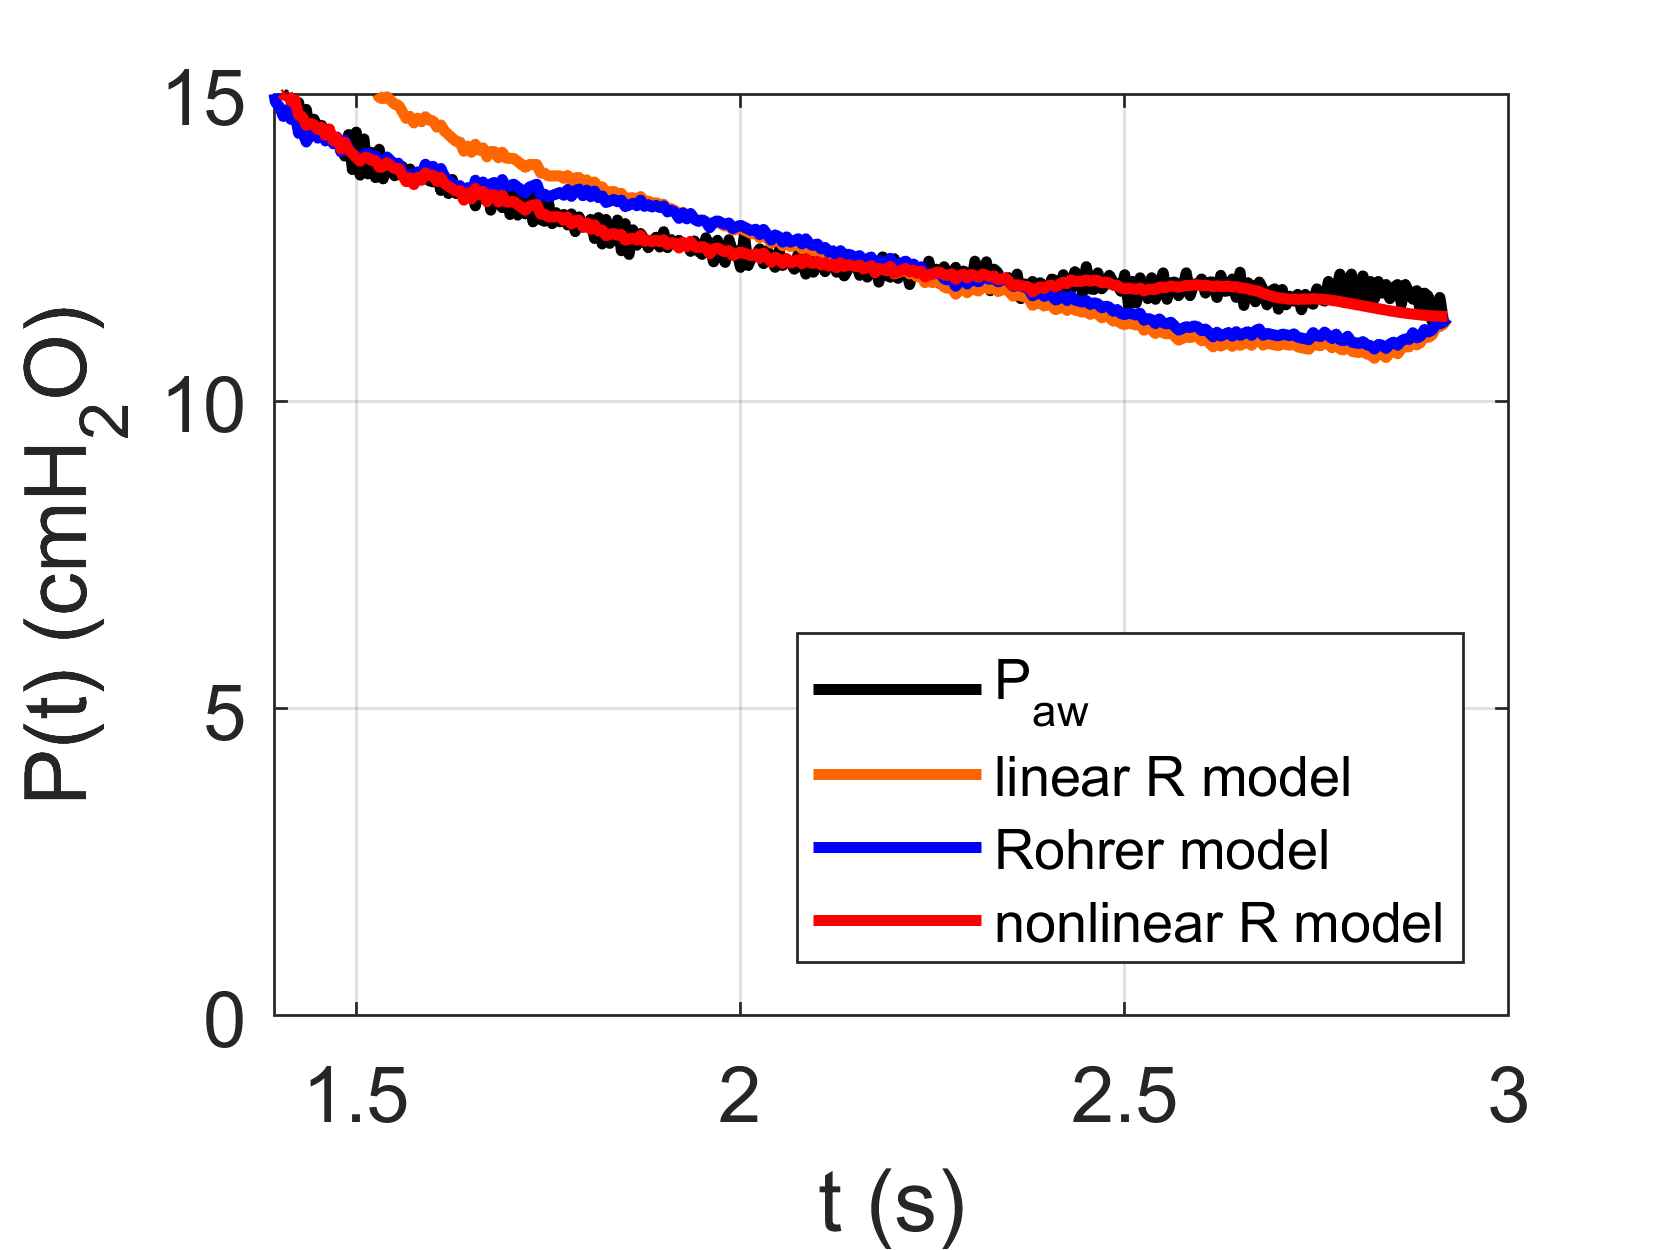 P(t) (cmH2O)
15
10
5
0
Paw
linear R model
Rohrer model
nonlinear R model
1.5 2 2.5 3
t (s)